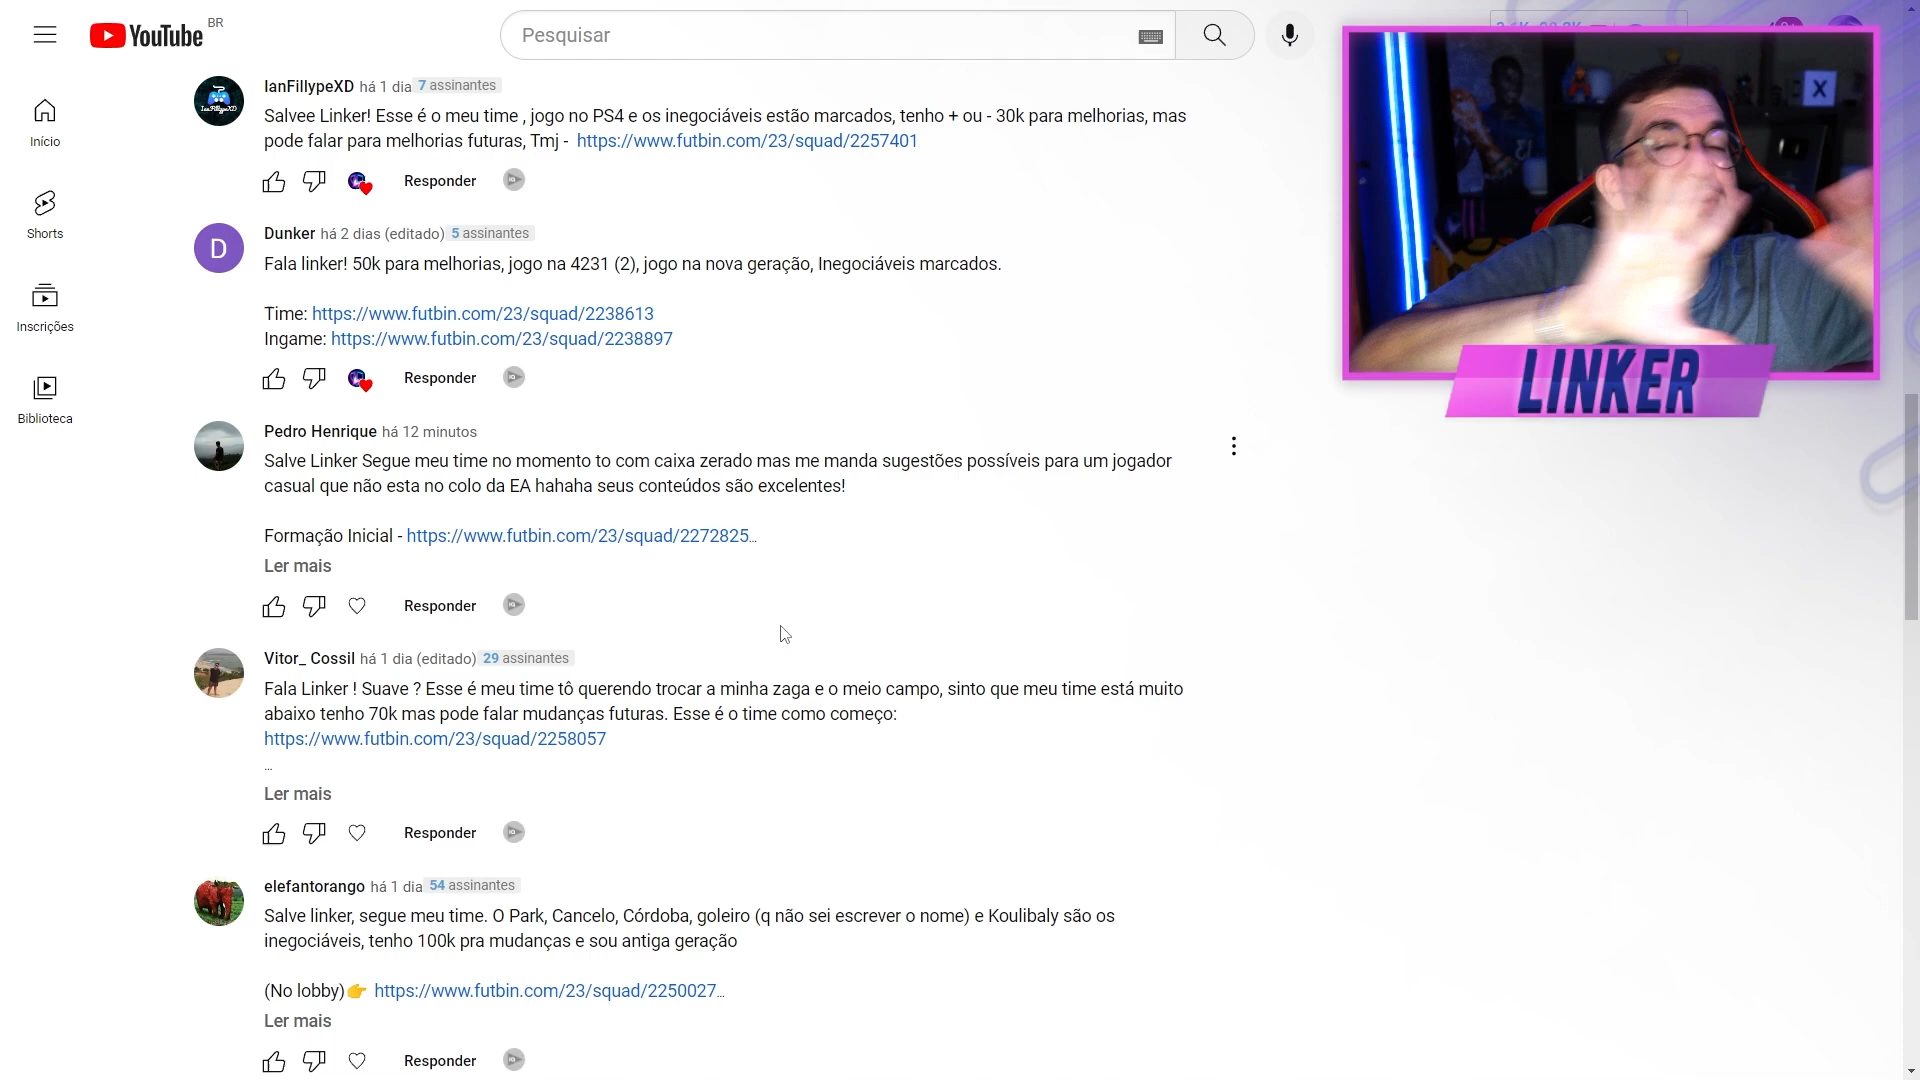 YouTube BR
Pesquisar
Início
Shorts
Inscrições
Biblioteca
IanFillypeXD há 1 dia 7 assinantes
Salvee Linker! Esse é o meu time , jogo no PS4 e os inegociáveis estão marcados, tenho + ou - 30k para melhorias, mas
pode falar para melhorias futuras, Tmj - https://www.futbin.com/23/squad/2257401
Responder
Dunker há 2 dias (editado) 5 assinantes
Fala linker! 50k para melhorias, jogo na 4231 (2), jogo na nova geração, Inegociáveis marcados.
Time: https://www.futbin.com/23/squad/2238613
Ingame: https://www.futbin.com/23/squad/2238897
Responder
Pedro Henrique há 12 minutos
Salve Linker Segue meu time no momento to com caixa zerado mas me manda sugestões possíveis para um jogador
casual que não esta no colo da EA hahaha seus conteúdos são excelentes!
Formação Inicial - https://www.futbin.com/23/squad/2272825...
Ler mais
Responder
Vitor_ Cossil há 1 dia (editado) 29 assinantes
Fala Linker ! Suave ? Esse é meu time tô querendo trocar a minha zaga e o meio campo, sinto que meu time está muito
abaixo tenho 70k mas pode falar mudanças futuras. Esse é o time como começo:
https://www.futbin.com/23/squad/2258057
...
Ler mais
Responder
elefantorango há 1 dia 54 assinantes
Salve linker, segue meu time. O Park, Cancelo, Córdoba, goleiro (q não sei escrever o nome) e Koulibaly são os
inegociáveis, tenho 100k pra mudanças e sou antiga geração
(No lobby)👉 https://www.futbin.com/23/squad/2250027...
Ler mais
Responder
X
LINKER
D